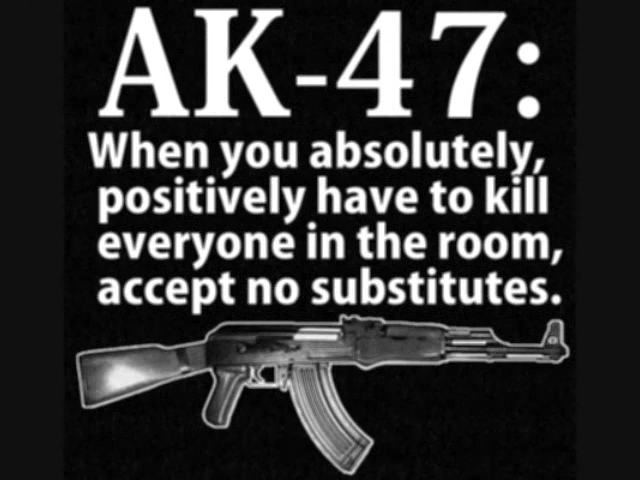 AK-47:
When you absolutely,
positively have to kill
everyone in the room,
accept no substitutes.